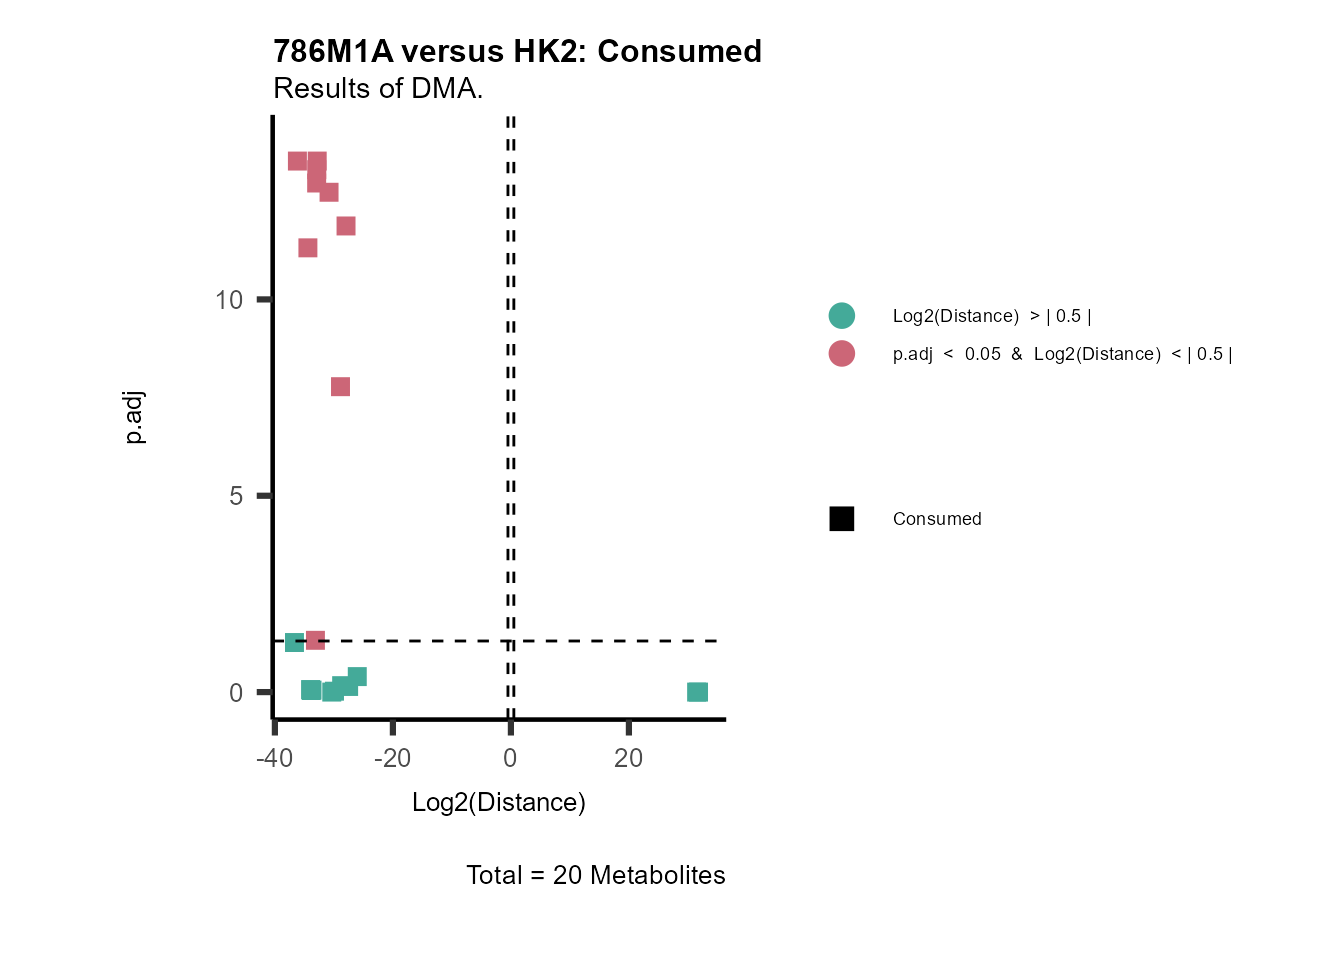 786M1A versus HK2: Consumed
Results of DMA.
p.adj
10
5
0
-40
-20
0
20
Log2(Distance)
Log2(Distance) > | 0.5 |
p.adj < 0.05 & Log2(Distance) < | 0.5 |
Consumed
Total = 20 Metabolites